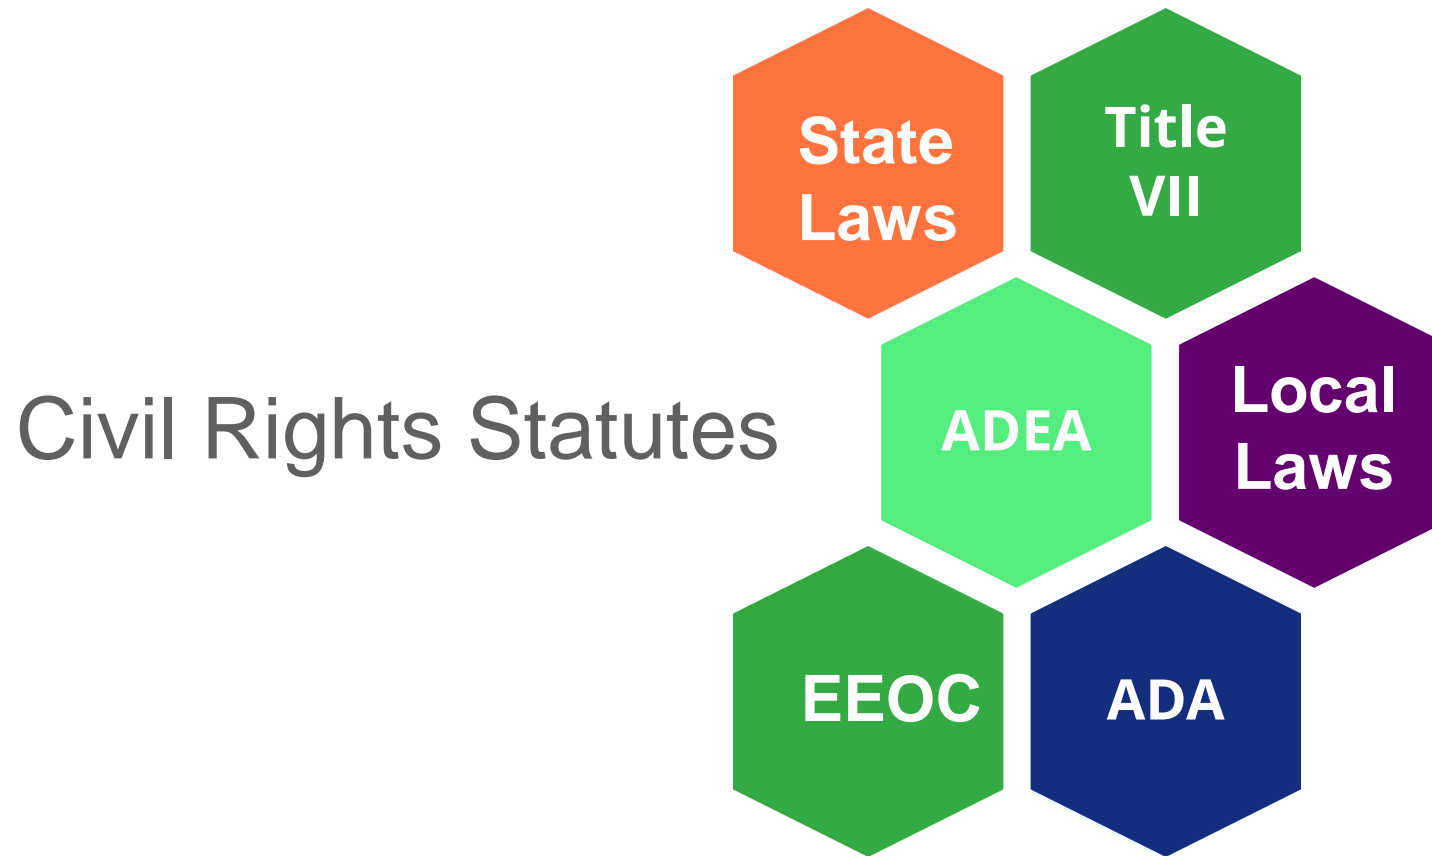 State
Laws
Title
VII
Civil Rights Statutes
ADEA
Local
Laws
EEOC
ADA